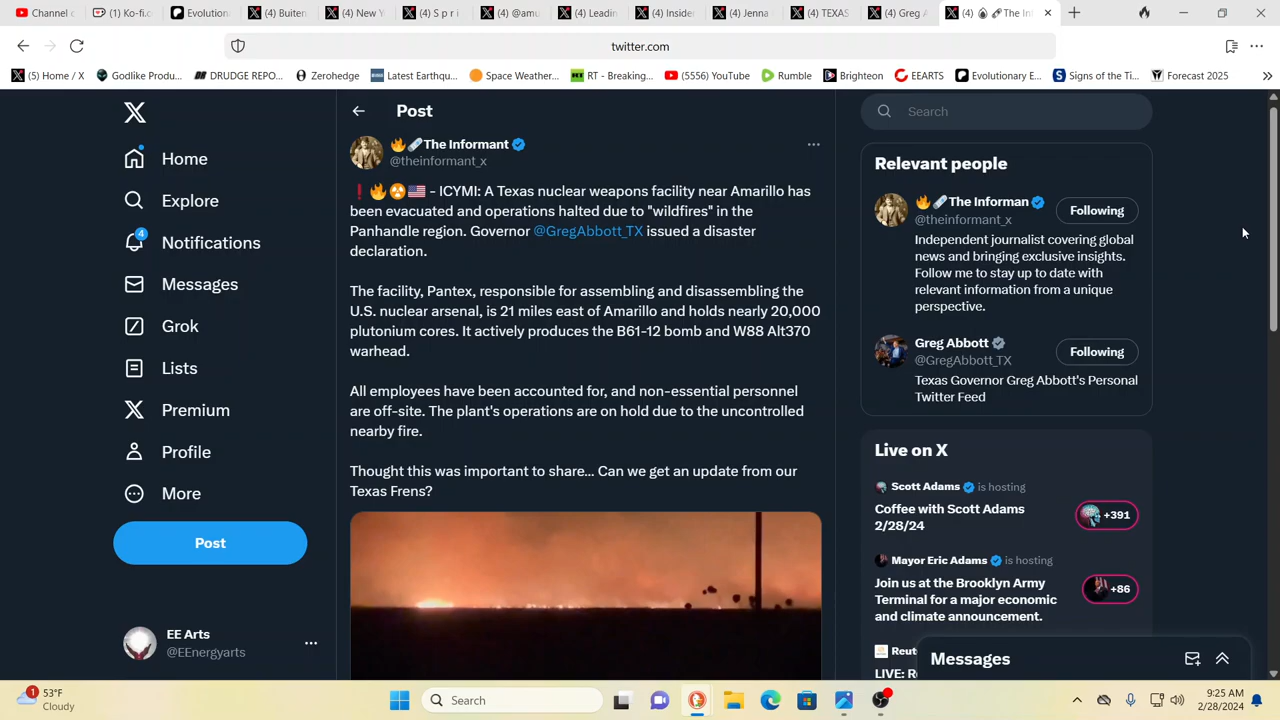 Channel c
Ko-fi.c
Evolution
(4) Buiten
(4) New Y
(4) S p r
(4) @amu
(4) Leadin
(4) Inside
(4) Jenna
(4) TEXAS
(4) Greg A
(4) 🔥 🩹The In
twitter.com
(5) Home / X
Godlike Produ...
DRUDGE REPO...
Zerohedge
Latest Earthqu...
Space Weather...
RT - Breaking...
(5556) YouTube
Rumble
Brighteon
EEARTS
Evolutionary E...
Signs of the Ti...
Forecast 2025
Home
Explore
4
Notifications
Messages
Grok
Lists
Premium
Profile
More
Post
EE Arts
@EEnergyarts
Post
🔥🩹The Informant
@theinformant_x
❗🔥☢️🇺🇸 - ICYMI: A Texas nuclear weapons facility near Amarillo has
been evacuated and operations halted due to "wildfires" in the
Panhandle region. Governor @GregAbbott_TX issued a disaster
declaration.
The facility, Pantex, responsible for assembling and disassembling the
U.S. nuclear arsenal, is 21 miles east of Amarillo and holds nearly 20,000
plutonium cores. It actively produces the B61-12 bomb and W88 Alt370
warhead.
All employees have been accounted for, and non-essential personnel
are off-site. The plant's operations are on hold due to the uncontrolled
nearby fire.
Thought this was important to share... Can we get an update from our
Texas Frens?
Search
Relevant people
🔥🩹The Informan
@theinformant_x
Following
Independent journalist covering global
news and bringing exclusive insights.
Follow me to stay up to date with
relevant information from a unique
perspective.
Greg Abbott
@GregAbbott_TX
Following
Texas Governor Greg Abbott's Personal
Twitter Feed
Live on X
Scott Adams is hosting
Coffee with Scott Adams
2/28/24
+391
Mayor Eric Adams is hosting
Join us at the Brooklyn Army
Terminal for a major economic
and climate announcement.
+86
Reut
LIVE: R
Messages
1
53°F
Cloudy
Search
9:25 AM
2/28/2024